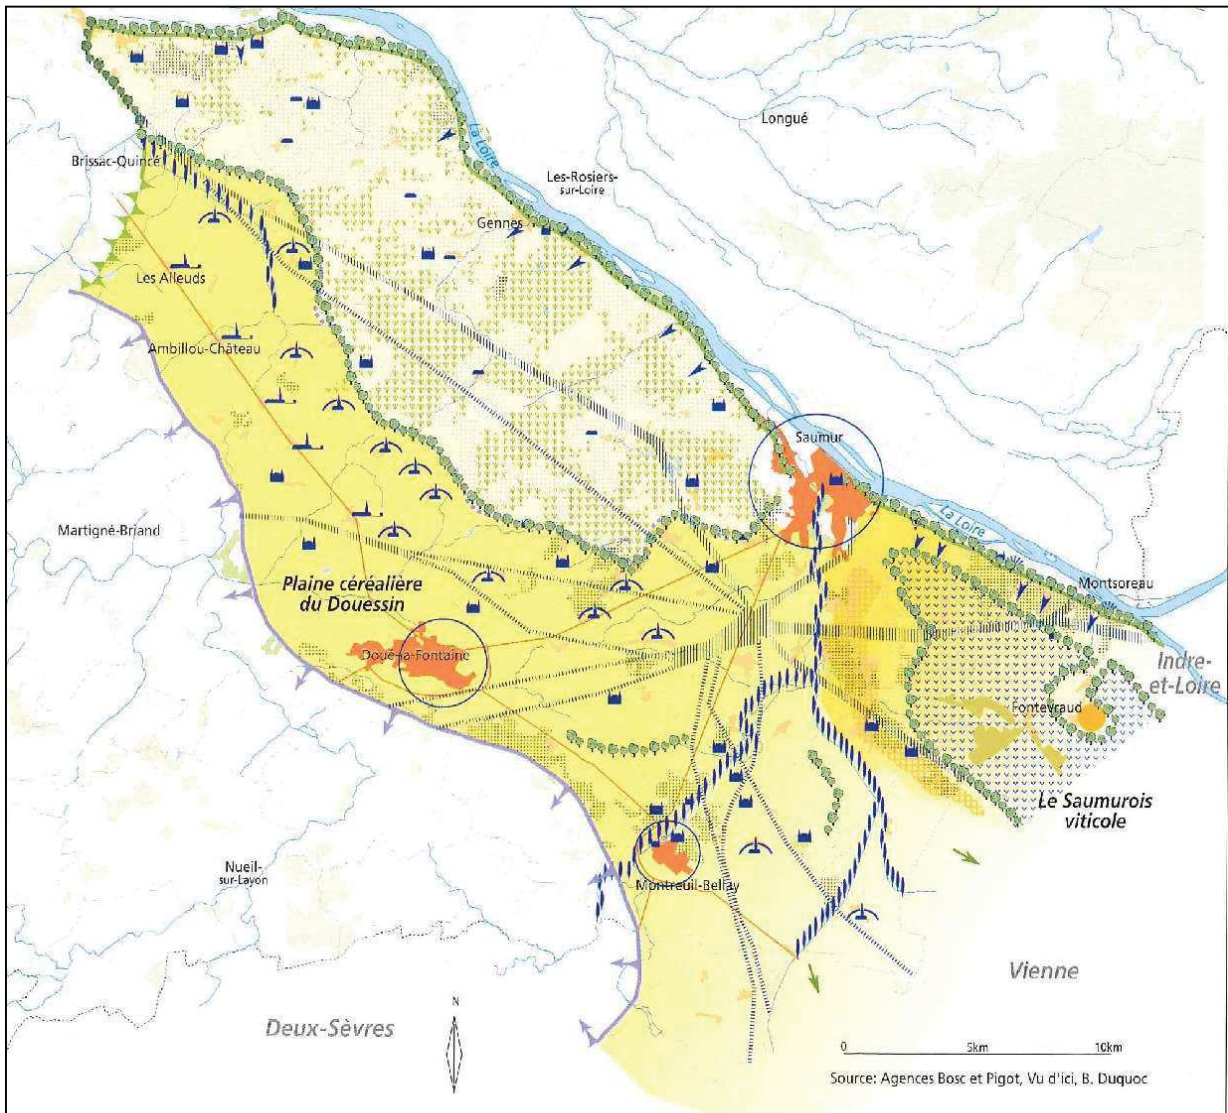 Longué
La Loire
Brissac-Quincé
Les-Rosiers-
sur-Loire
Gennes
Les Alleuds
Ambillou-Château
Saumur
Martigné-Briand
La Loire
Plaine céréalière
du Douessin
Montsoreau
Doué-la-Fontaine
Indre-
et-Loire
Fontevraud
Le Saumurois
viticole
Nueil-
sur-Layon
Montreuil-Bellay
Vienne
N
Deux-Sèvres
0 5km 10km
Source: Agences Bosc et Pigot, Vu d'ici, B. Duquoc